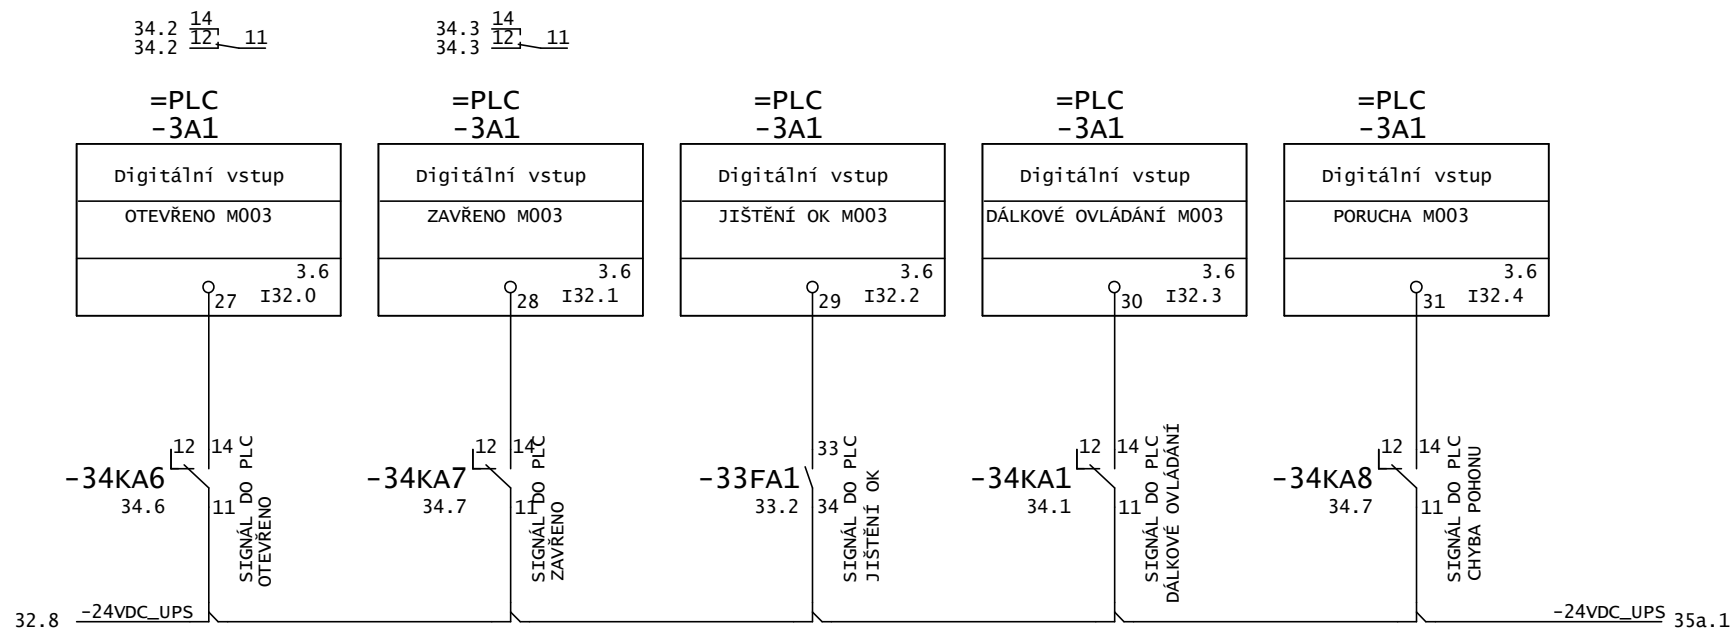 34.2 14
34.2 12 11
34.3 14
34.3 12 11
=PLC
-3A1
Digitální vstup
OTEVŘENO M003
3.6
27 I32.0
=PLC
-3A1
Digitální vstup
ZAVŘENO M003
3.6
28 I32.1
=PLC
-3A1
Digitální vstup
JIŠTĚNÍ OK M003
3.6
29 I32.2
=PLC
-3A1
Digitální vstup
DÁLKOVÉ OVLÁDÁNÍ M003
3.6
30 I32.3
=PLC
-3A1
Digitální vstup
PORUCHA M003
3.6
31 I32.4
12 14
-34KA6
34.6 11
SIGNÁL DO PLC
OTEVŘENO
12 14
-34KA7
34.7 11
SIGNÁL DO PLC
ZAVŘENO
33
-33FA1
33.2 34
SIGNÁL DO PLC
JIŠTĚNÍ OK
12 14
-34KA1
34.1 11
SIGNÁL DO PLC
DÁLKOVÉ OVLÁDÁNÍ
12 14
-34KA8
34.7 11
SIGNÁL DO PLC
CHYBA POHONU
32.8 -24VDC_UPS
-24VDC_UPS 35a.1